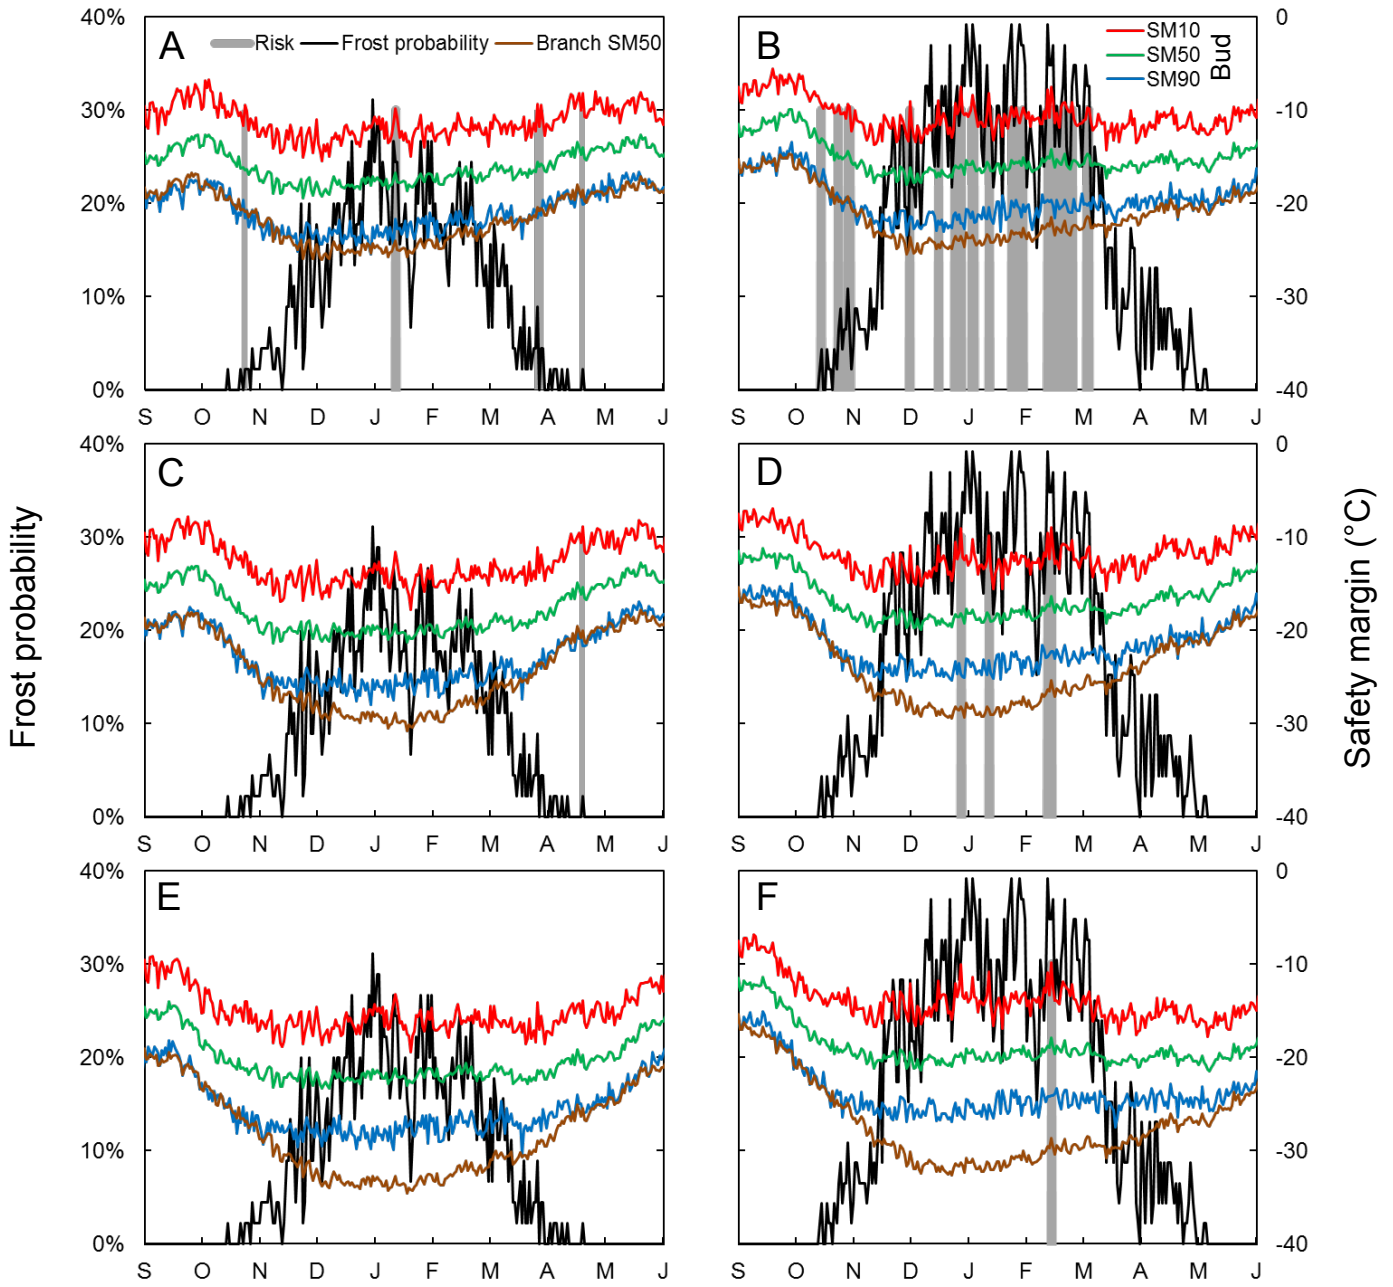 40%
30%
20%
10%
0%
A
Risk
Frost probability
Branch SM50
S O N D J F M A M J
B
SM10
SM50
SM90
Bud
0
-10
-20
-30
-40
S O N D J F M A M J
40%
30%
20%
10%
0%
C
S O N D J F M A M J
D
0
-10
-20
-30
-40
S O N D J F M A M J
Frost probability
Safety margin (°C)
40%
30%
20%
10%
0%
E
S O N D J F M A M J
F
0
-10
-20
-30
-40
S O N D J F M A M J